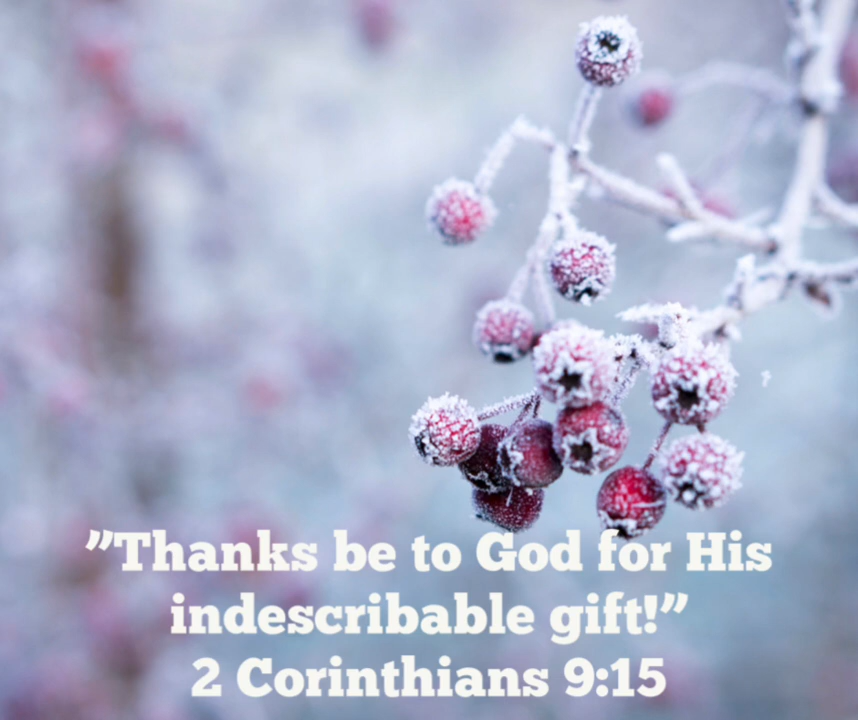 ”Thanks be to God for His
indescribable gift!”
2 Corinthians 9:15